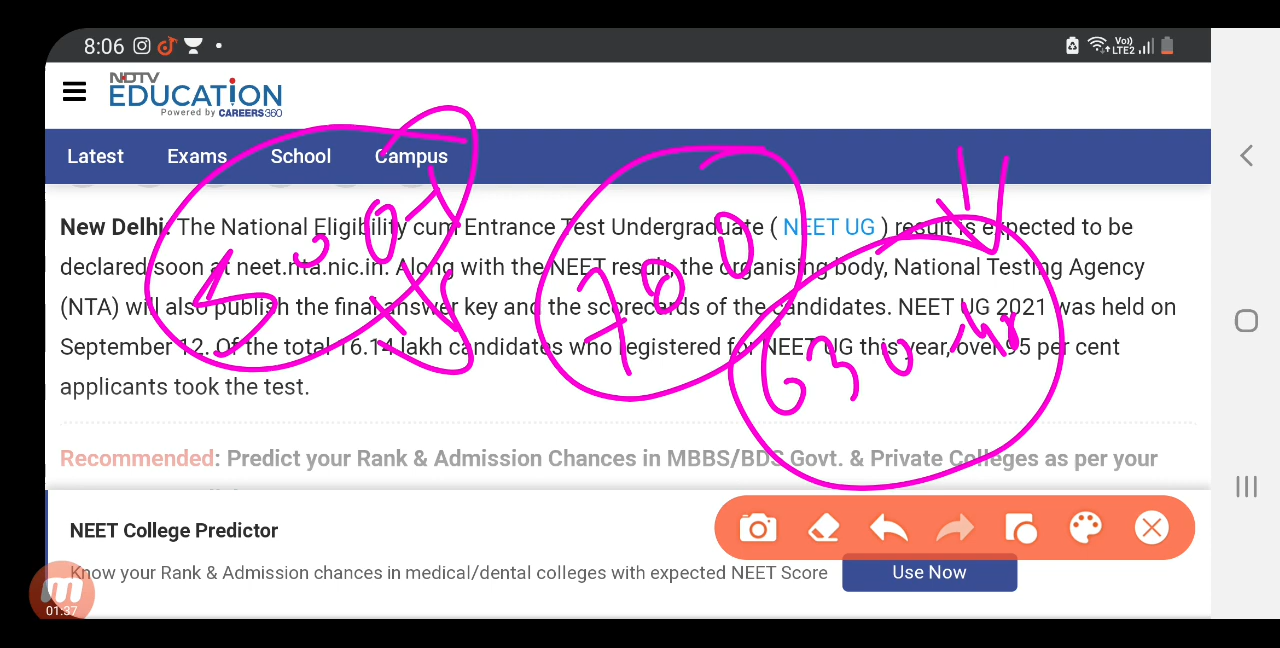 8:06
Vo)) LTE2
NDTV
EDUCATION
Powered by CAREERS360
Latest Exams School Campus
New Delhi: The National Eligibility cum Entrance Test Undergraduate ( NEET UG ) result is expected to be
declared soon at neet.nta.nic.in. Along with the NEET result, the organising body, National Testing Agency
(NTA) will also publish the final answer key and the scorecards of the candidates. NEET UG 2021 was held on
September 12. Of the total 16.14 lakh candidates who registered for NEET UG this year, over 95 per cent
applicants took the test.
Recommended: Predict your Rank & Admission Chances in MBBS/BDS Govt. & Private Colleges as per your
NEET College Predictor
Know your Rank & Admission chances in medical/dental colleges with expected NEET Score
Use Now
01:37